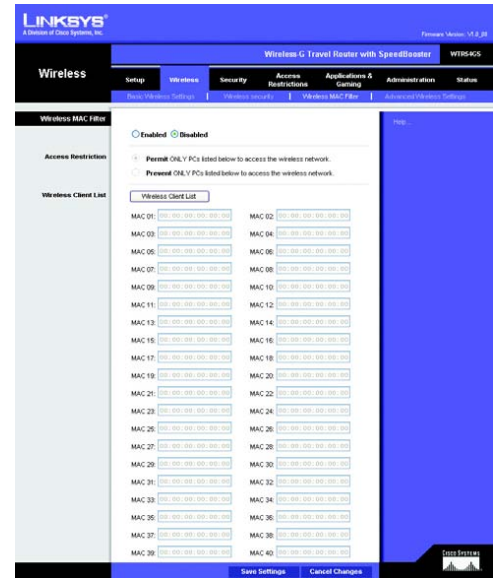 LINKSYS®
A Division of Cisco Systems, Inc.
Firmware Version: V1.0_01
Wireless-G Travel Router with SpeedBooster WTR54GS
Wireless
Setup Wireless Security Access Restrictions Applications & Gaming Administration Status
Basic Wireless Settings | Wireless security | Wireless MAC Filter | Advanced Wireless Settings
Wireless MAC Filter
Help...
Enabled Disabled
Access Restriction
Permit ONLY PCs listed below to access the wireless network.
Prevent ONLY PCs listed below to access the wireless network.
Wireless Client List
Wireless Client List
MAC 01: 00:00:00:00:00:00 MAC 02: 00:00:00:00:00:00
MAC 03: 00:00:00:00:00:00 MAC 04: 00:00:00:00:00:00
MAC 05: 00:00:00:00:00:00 MAC 06: 00:00:00:00:00:00
MAC 07: 00:00:00:00:00:00 MAC 08: 00:00:00:00:00:00
MAC 09: 00:00:00:00:00:00 MAC 10: 00:00:00:00:00:00
MAC 11: 00:00:00:00:00:00 MAC 12: 00:00:00:00:00:00
MAC 13: 00:00:00:00:00:00 MAC 14: 00:00:00:00:00:00
MAC 15: 00:00:00:00:00:00 MAC 16: 00:00:00:00:00:00
MAC 17: 00:00:00:00:00:00 MAC 18: 00:00:00:00:00:00
MAC 19: 00:00:00:00:00:00 MAC 20: 00:00:00:00:00:00
MAC 21: 00:00:00:00:00:00 MAC 22: 00:00:00:00:00:00
MAC 23: 00:00:00:00:00:00 MAC 24: 00:00:00:00:00:00
MAC 25: 00:00:00:00:00:00 MAC 26: 00:00:00:00:00:00
MAC 27: 00:00:00:00:00:00 MAC 28: 00:00:00:00:00:00
MAC 29: 00:00:00:00:00:00 MAC 30: 00:00:00:00:00:00
MAC 31: 00:00:00:00:00:00 MAC 32: 00:00:00:00:00:00
MAC 33: 00:00:00:00:00:00 MAC 34: 00:00:00:00:00:00
MAC 35: 00:00:00:00:00:00 MAC 36: 00:00:00:00:00:00
MAC 37: 00:00:00:00:00:00 MAC 38: 00:00:00:00:00:00
MAC 39: 00:00:00:00:00:00 MAC 40: 00:00:00:00:00:00
Save Settings Cancel Changes
CISCO SYSTEMS